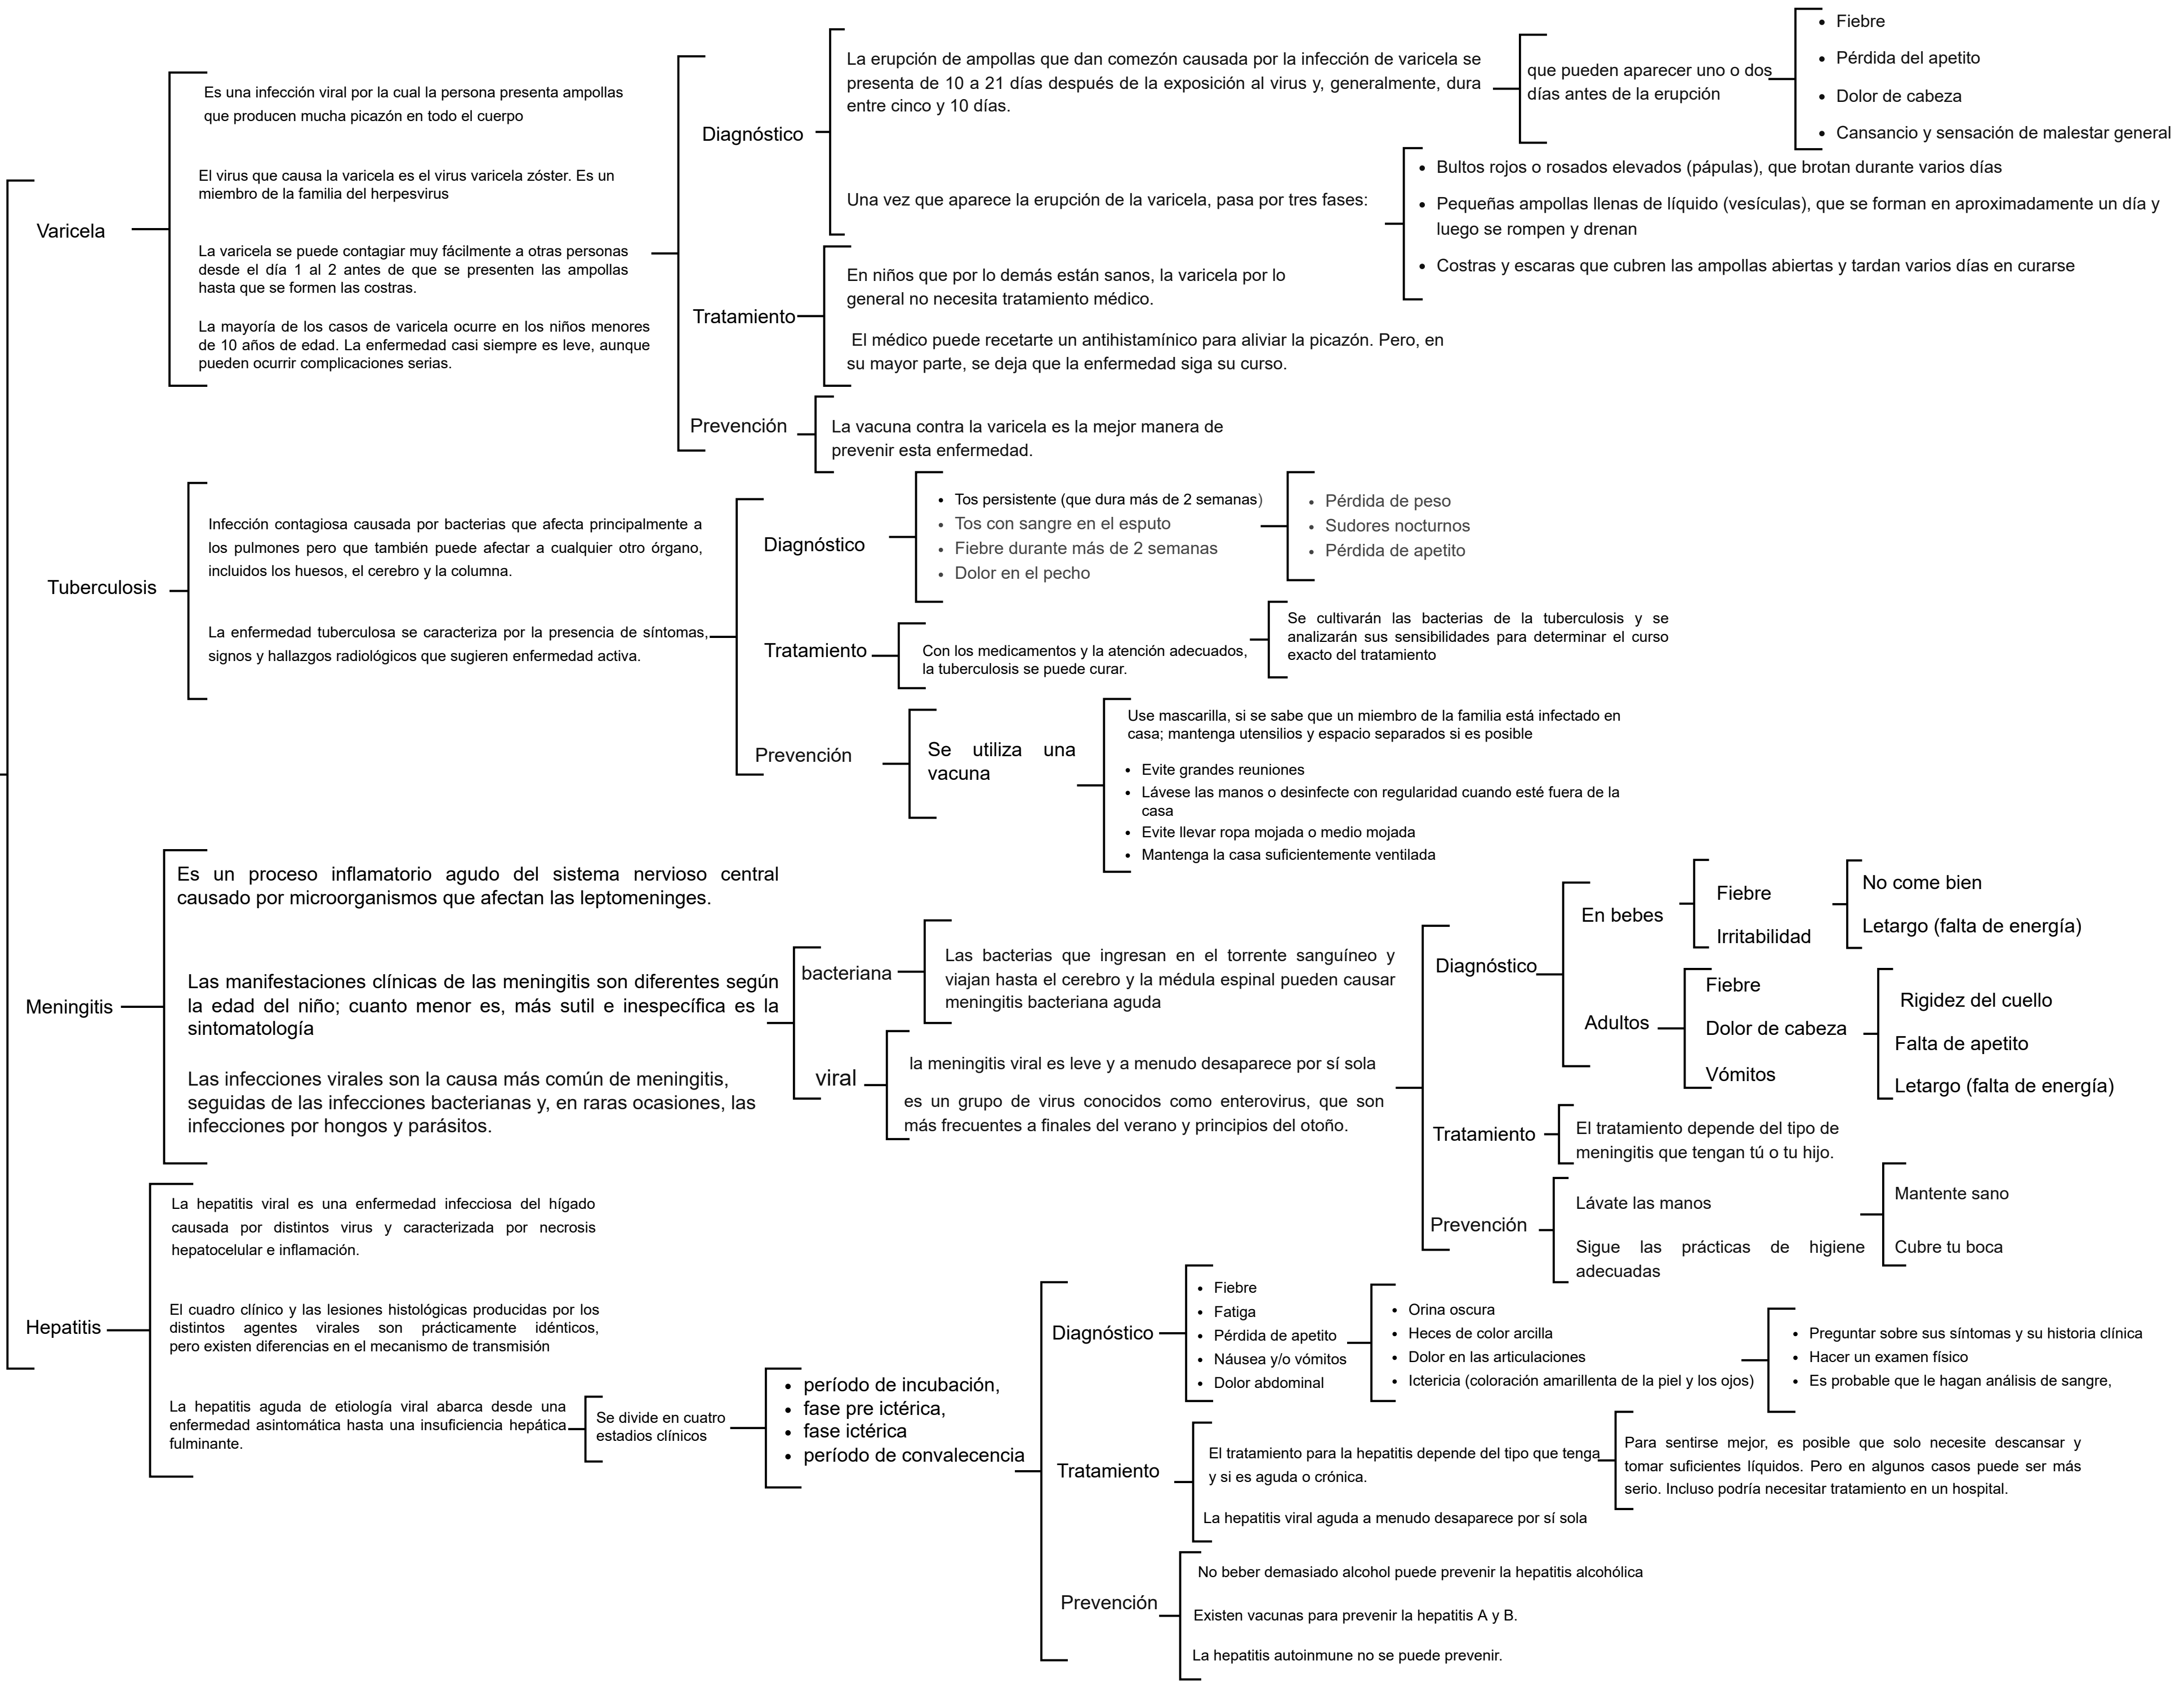 Varicela
Es una infección viral por la cual la persona presenta ampollas
que producen mucha picazón en todo el cuerpo
El virus que causa la varicela es el virus varicela zóster. Es un
miembro de la familia del herpesvirus
La varicela se puede contagiar muy fácilmente a otras personas
desde el día 1 al 2 antes de que se presenten las ampollas
hasta que se formen las costras.
La mayoría de los casos de varicela ocurre en los niños menores
de 10 años de edad. La enfermedad casi siempre es leve, aunque
pueden ocurrir complicaciones serias.
Diagnóstico
La erupción de ampollas que dan comezón causada por la infección de varicela se
presenta de 10 a 21 días después de la exposición al virus y, generalmente, dura
entre cinco y 10 días.
que pueden aparecer uno o dos
días antes de la erupción
• Fiebre
• Pérdida del apetito
• Dolor de cabeza
• Cansancio y sensación de malestar general
Una vez que aparece la erupción de la varicela, pasa por tres fases:
• Bultos rojos o rosados elevados (pápulas), que brotan durante varios días
• Pequeñas ampollas llenas de líquido (vesículas), que se forman en aproximadamente un día y
luego se rompen y drenan
• Costras y escaras que cubren las ampollas abiertas y tardan varios días en curarse
Tratamiento
En niños que por lo demás están sanos, la varicela por lo
general no necesita tratamiento médico.
El médico puede recetarte un antihistamínico para aliviar la picazón. Pero, en
su mayor parte, se deja que la enfermedad siga su curso.
Prevención
La vacuna contra la varicela es la mejor manera de
prevenir esta enfermedad.
Tuberculosis
Infección contagiosa causada por bacterias que afecta principalmente a
los pulmones pero que también puede afectar a cualquier otro órgano,
incluidos los huesos, el cerebro y la columna.
La enfermedad tuberculosa se caracteriza por la presencia de síntomas,
signos y hallazgos radiológicos que sugieren enfermedad activa.
Diagnóstico
• Tos persistente (que dura más de 2 semanas)
• Tos con sangre en el esputo
• Fiebre durante más de 2 semanas
• Dolor en el pecho
• Pérdida de peso
• Sudores nocturnos
• Pérdida de apetito
Tratamiento
Con los medicamentos y la atención adecuados,
la tuberculosis se puede curar.
Se cultivarán las bacterias de la tuberculosis y se
analizarán sus sensibilidades para determinar el curso
exacto del tratamiento
Prevención
Se utiliza una
vacuna
Use mascarilla, si se sabe que un miembro de la familia está infectado en
casa; mantenga utensilios y espacio separados si es posible
• Evite grandes reuniones
• Lávese las manos o desinfecte con regularidad cuando esté fuera de la
casa
• Evite llevar ropa mojada o medio mojada
• Mantenga la casa suficientemente ventilada
Meningitis
Es un proceso inflamatorio agudo del sistema nervioso central
causado por microorganismos que afectan las leptomeninges.
Las manifestaciones clínicas de las meningitis son diferentes según
la edad del niño; cuanto menor es, más sutil e inespecífica es la
sintomatología
Las infecciones virales son la causa más común de meningitis,
seguidas de las infecciones bacterianas y, en raras ocasiones, las
infecciones por hongos y parásitos.
bacteriana
Las bacterias que ingresan en el torrente sanguíneo y
viajan hasta el cerebro y la médula espinal pueden causar
meningitis bacteriana aguda
viral
la meningitis viral es leve y a menudo desaparece por sí sola
es un grupo de virus conocidos como enterovirus, que son
más frecuentes a finales del verano y principios del otoño.
Diagnóstico
En bebes
Fiebre
Irritabilidad
No come bien
Letargo (falta de energía)
Adultos
Fiebre
Dolor de cabeza
Vómitos
Rigidez del cuello
Falta de apetito
Letargo (falta de energía)
Tratamiento
El tratamiento depende del tipo de
meningitis que tengan tú o tu hijo.
Prevención
Lávate las manos
Sigue las prácticas de higiene
adecuadas
Mantente sano
Cubre tu boca
Hepatitis
La hepatitis viral es una enfermedad infecciosa del hígado
causada por distintos virus y caracterizada por necrosis
hepatocelular e inflamación.
El cuadro clínico y las lesiones histológicas producidas por los
distintos agentes virales son prácticamente idénticos,
pero existen diferencias en el mecanismo de transmisión
La hepatitis aguda de etiología viral abarca desde una
enfermedad asintomática hasta una insuficiencia hepática
fulminante.
Se divide en cuatro
estadios clínicos
• período de incubación,
• fase pre ictérica,
• fase ictérica
• período de convalecencia
Diagnóstico
• Fiebre
• Fatiga
• Pérdida de apetito
• Náusea y/o vómitos
• Dolor abdominal
• Orina oscura
• Heces de color arcilla
• Dolor en las articulaciones
• Ictericia (coloración amarillenta de la piel y los ojos)
• Preguntar sobre sus síntomas y su historia clínica
• Hacer un examen físico
• Es probable que le hagan análisis de sangre,
Tratamiento
El tratamiento para la hepatitis depende del tipo que tenga
y si es aguda o crónica.
La hepatitis viral aguda a menudo desaparece por sí sola
Para sentirse mejor, es posible que solo necesite descansar y
tomar suficientes líquidos. Pero en algunos casos puede ser más
serio. Incluso podría necesitar tratamiento en un hospital.
Prevención
No beber demasiado alcohol puede prevenir la hepatitis alcohólica
Existen vacunas para prevenir la hepatitis A y B.
La hepatitis autoinmune no se puede prevenir.